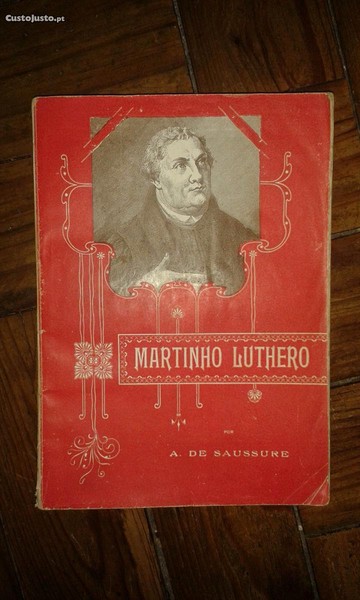 CustoJusto.pt
MARTINHO LUTHERO
POR
A. DE SAUSSURE